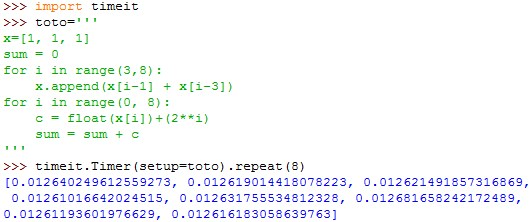 >>> import timeit
>>> toto='''
x=[1, 1, 1]
sum = 0
for i in range(3,8):
    x.append(x[i-1] + x[i-3])
for i in range(0, 8):
    c = float(x[i])+(2**i)
    sum = sum + c
'''
>>> timeit.Timer(setup=toto).repeat(8)
[0.012640249612559273, 0.012619014418078223, 0.012621491857316869,
 0.01261016642024515, 0.012631755534812328, 0.012681658242172489,
 0.01261193601976629, 0.012616183058639763]